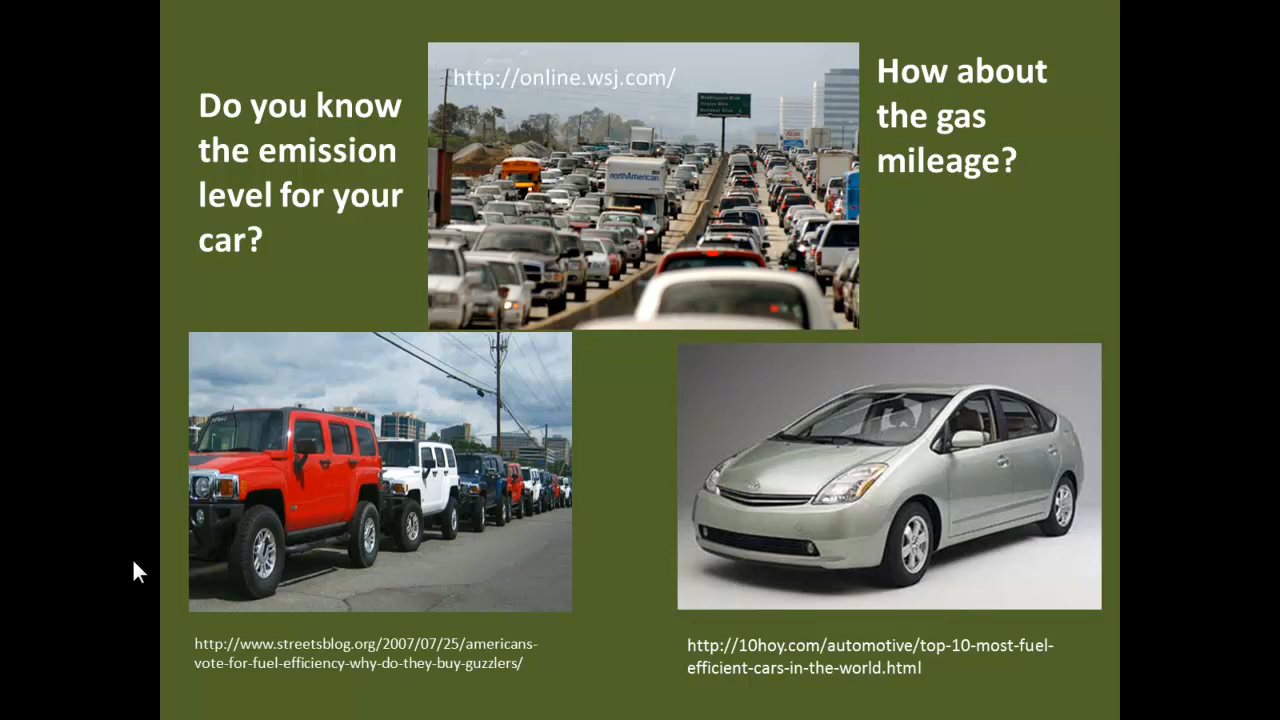 Do you know
the emission
level for your
car?
http://online.wsj.com/
northAmerican
How about
the gas
mileage?
http://www.streetsblog.org/2007/07/25/americans-
vote-for-fuel-efficiency-why-do-they-buy-guzzlers/
http://10hoy.com/automotive/top-10-most-fuel-
efficient-cars-in-the-world.html